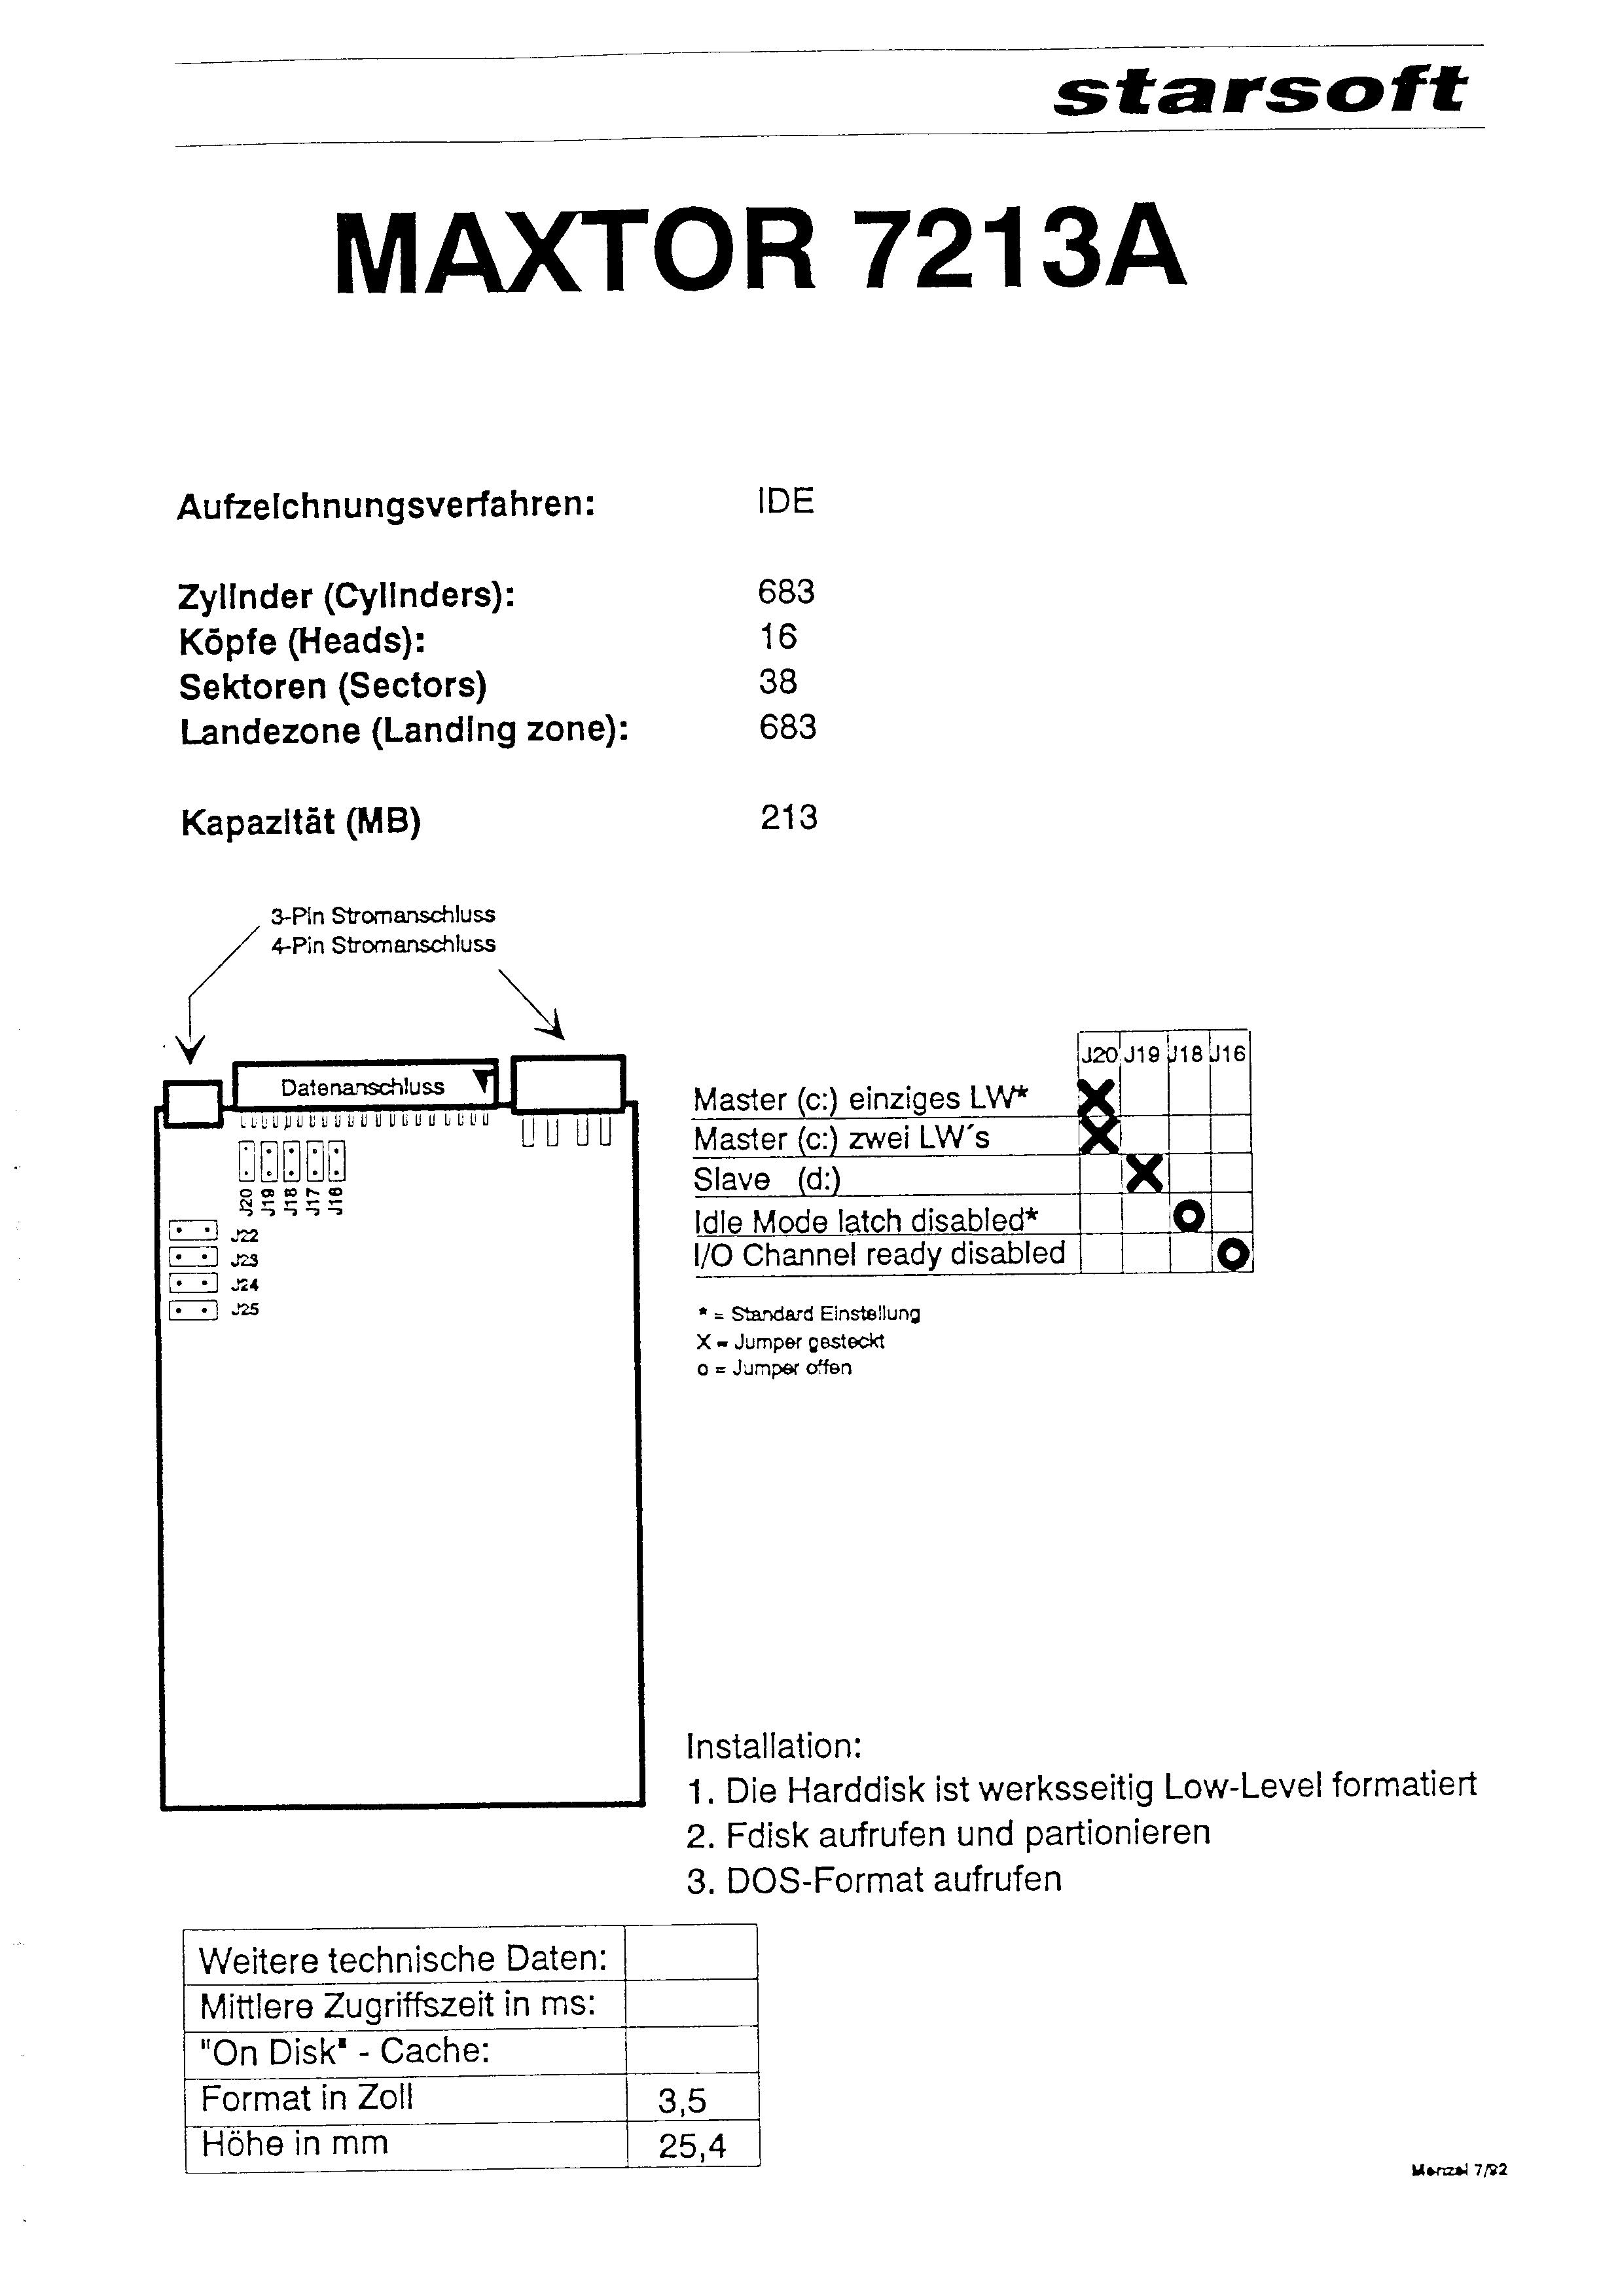 starsoft
MAXTOR 7213A
Aufzeichnungsverfahren: IDE
Zylinder (Cylinders): 683
Köpfe (Heads): 16
Sektoren (Sectors) 38
Landezone (Landing zone): 683
Kapazität (MB) 213
3-Pin Stromanschluss
4-Pin Stromanschluss
Datenanschluss
J20 J19 J18 J17 J16
J22
J23
J24
J25
J20 J19 J18 J16
Master (c:) einziges LW* X
Master (c:) zwei LW´s X
Slave (d:) X
Idle Mode latch disabled* o
I/O Channel ready disabled o
* = Standard Einstellung
X = Jumper gesteckt
o = Jumper offen
Installation:
1. Die Harddisk ist werksseitig Low-Level formatiert
2. Fdisk aufrufen und partionieren
3. DOS-Format aufrufen
Weitere technische Daten:
Mittlere Zugriffszeit in ms:
"On Disk" - Cache:
Format in Zoll 3,5
Höhe in mm 25,4
Menzel 7/92